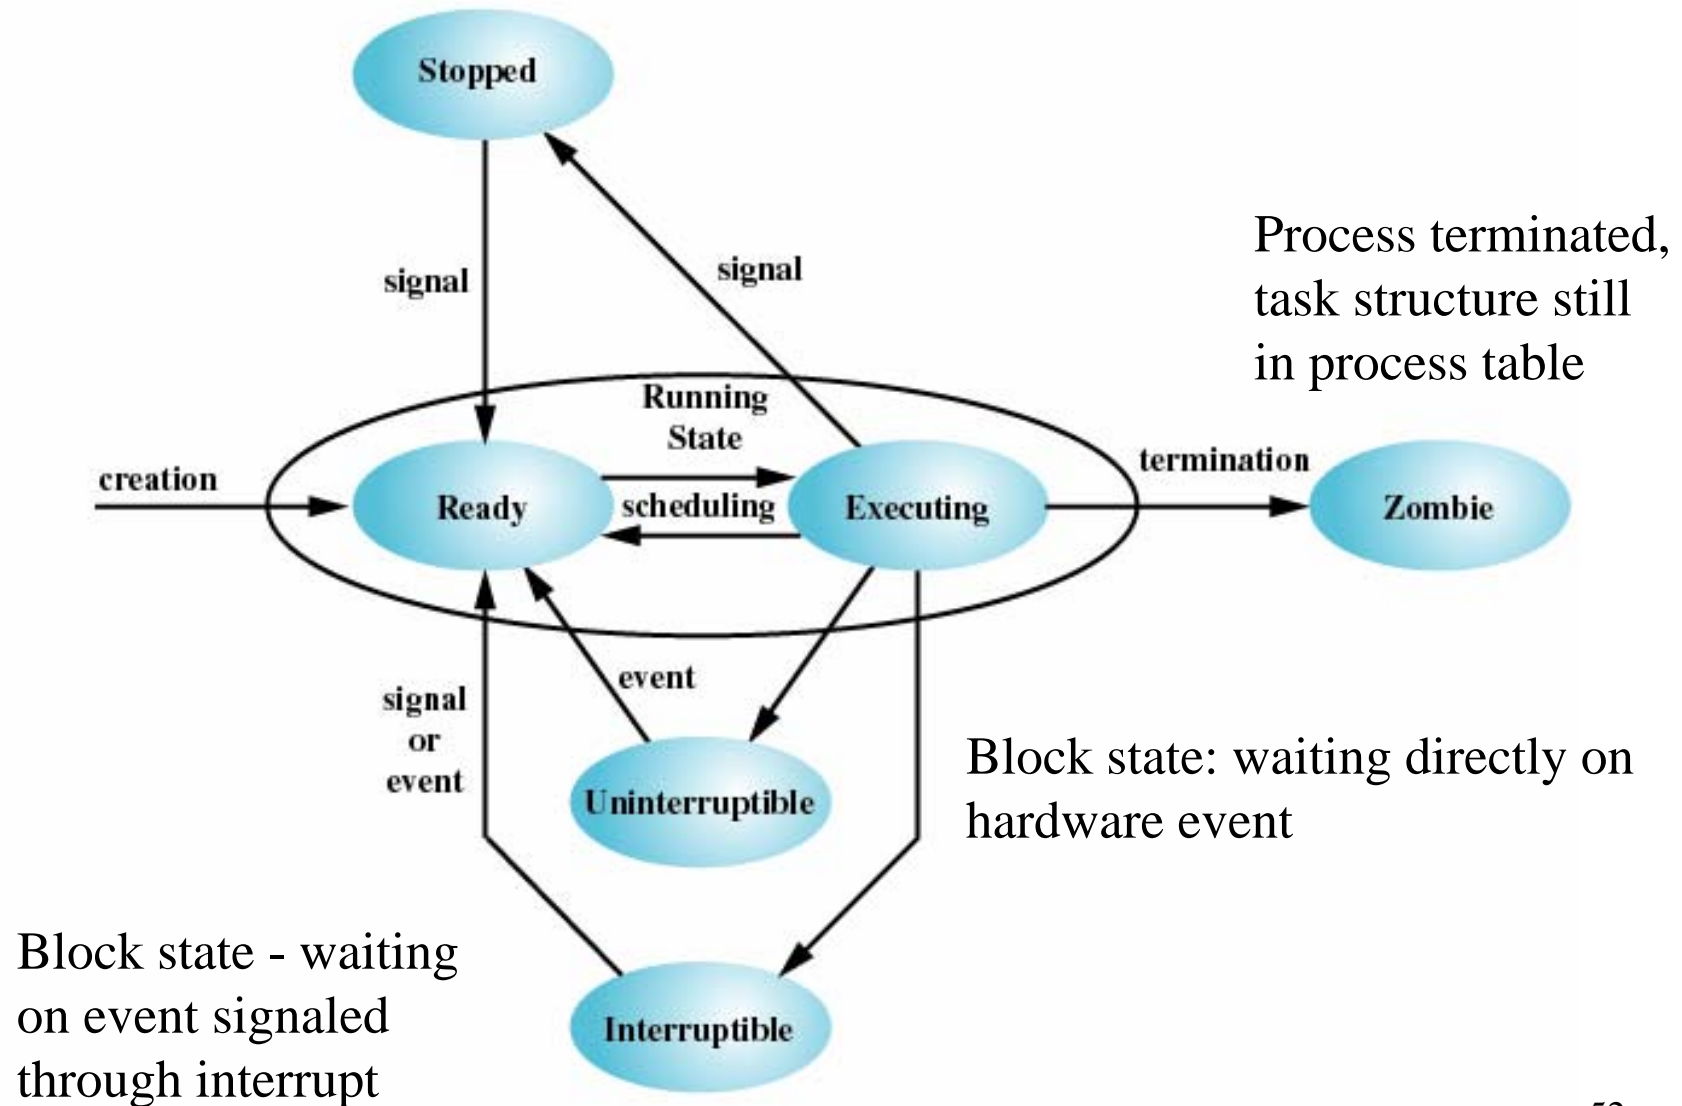 Stopped
signal
signal
Process terminated,
task structure still
in process table
Running
State
creation
Ready
scheduling
Executing
termination
Zombie
event
signal
or
event
Uninterruptible
Block state: waiting directly on
hardware event
Block state - waiting
on event signaled
through interrupt
Interruptible